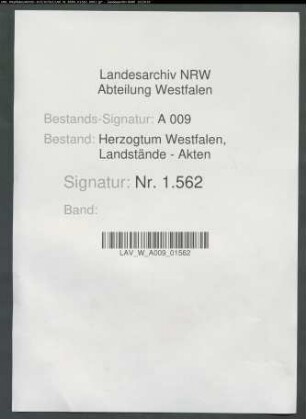 Landesarchiv NRW
Abteilung Westfalen
Bestands-Signatur: A 009
Bestand: Herzogtum Westfalen,
Landstände - Akten
Signatur: Nr. 1.562
Band:
LAV_W_A009_01562